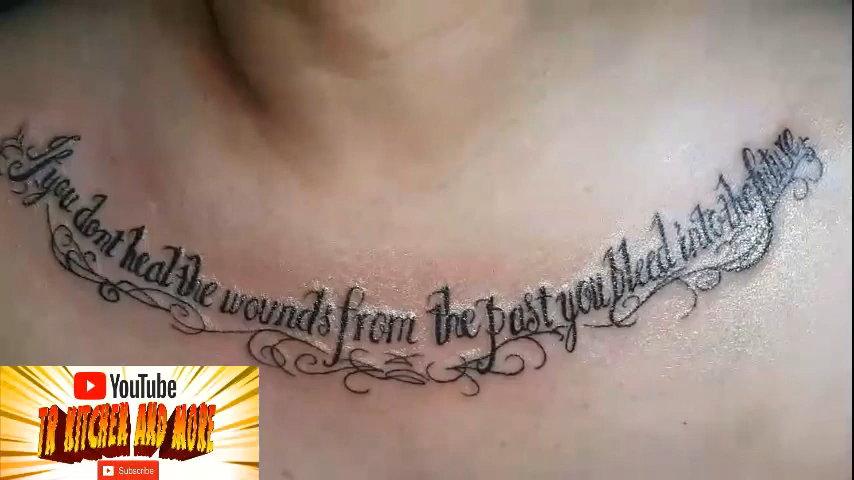 If you dont heal the wounds from the past you bleed into the future
YouTube
TR KITCHEN AND MORE
Subscribe